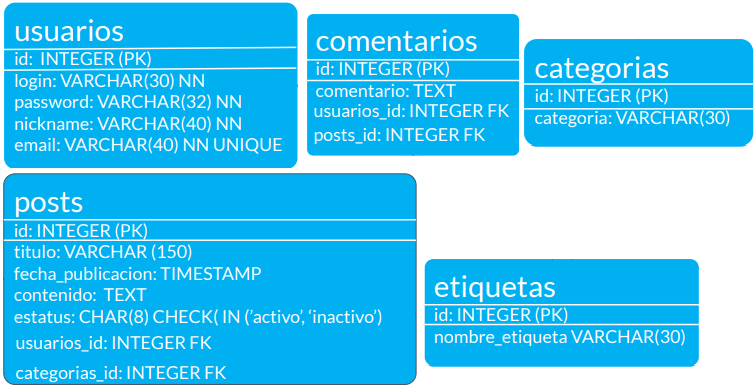 usuarios
id: INTEGER (PK)
login: VARCHAR(30) NN
password: VARCHAR(32) NN
nickname: VARCHAR(40) NN
email: VARCHAR(40) NN UNIQUE
comentarios
id: INTEGER (PK)
comentario: TEXT
usuarios_id: INTEGER FK
posts_id: INTEGER FK
categorias
id: INTEGER (PK)
categoria: VARCHAR(30)
posts
id: INTEGER (PK)
titulo: VARCHAR (150)
fecha_publicacion: TIMESTAMP
contenido: TEXT
estatus: CHAR(8) CHECK( IN (’activo’, ‘inactivo’)
usuarios_id: INTEGER FK
categorias_id: INTEGER FK
etiquetas
id: INTEGER (PK)
nombre_etiqueta VARCHAR(30)